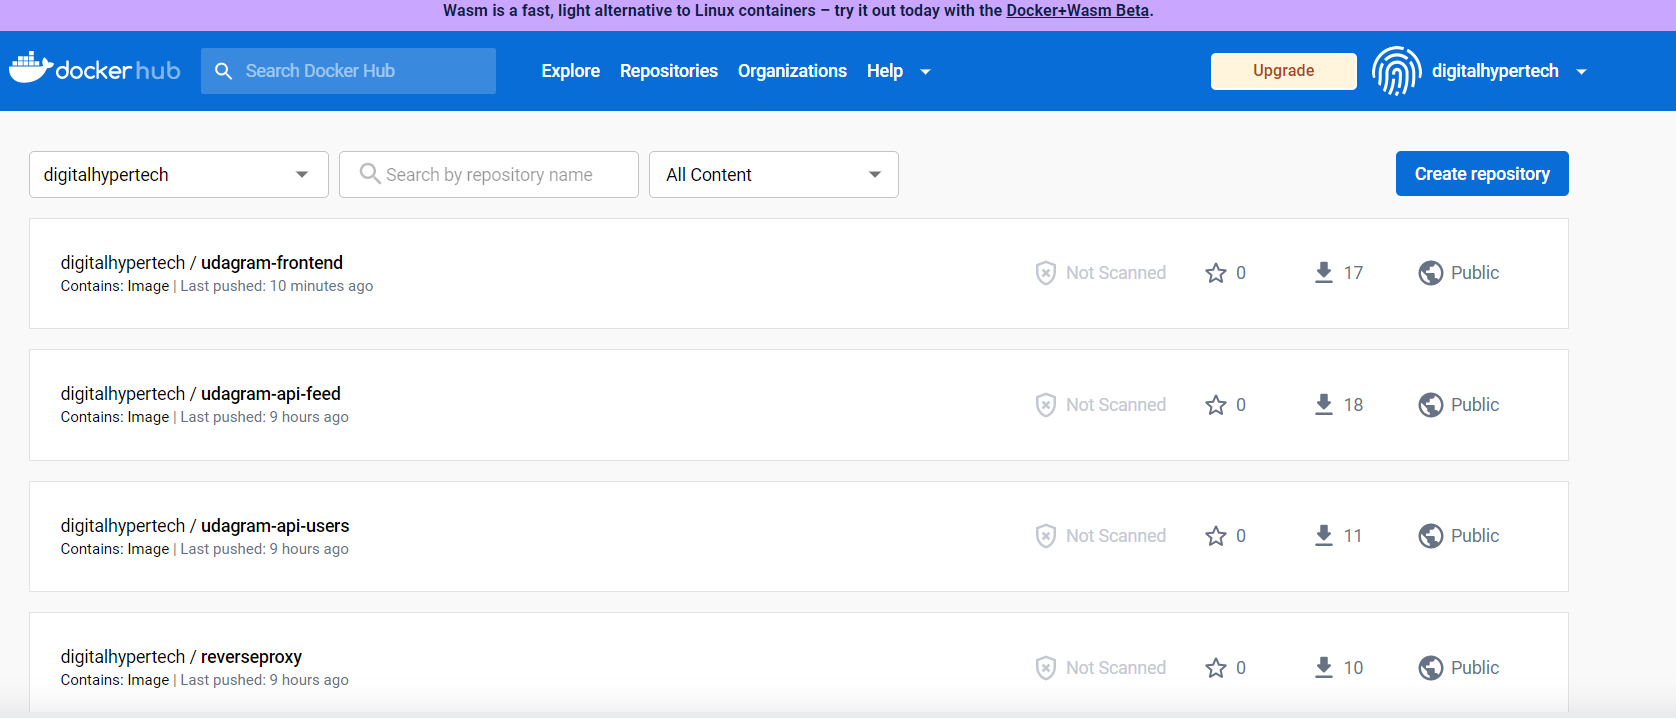 Wasm is a fast, light alternative to Linux containers – try it out today with the Docker+Wasm Beta.
docker hub
Search Docker Hub
Explore Repositories Organizations Help
Upgrade
digitalhypertech
digitalhypertech
Search by repository name
All Content
Create repository
digitalhypertech / udagram-frontend
Contains: Image | Last pushed: 10 minutes ago
Not Scanned 0 17 Public
digitalhypertech / udagram-api-feed
Contains: Image | Last pushed: 9 hours ago
Not Scanned 0 18 Public
digitalhypertech / udagram-api-users
Contains: Image | Last pushed: 9 hours ago
Not Scanned 0 11 Public
digitalhypertech / reverseproxy
Contains: Image | Last pushed: 9 hours ago
Not Scanned 0 10 Public